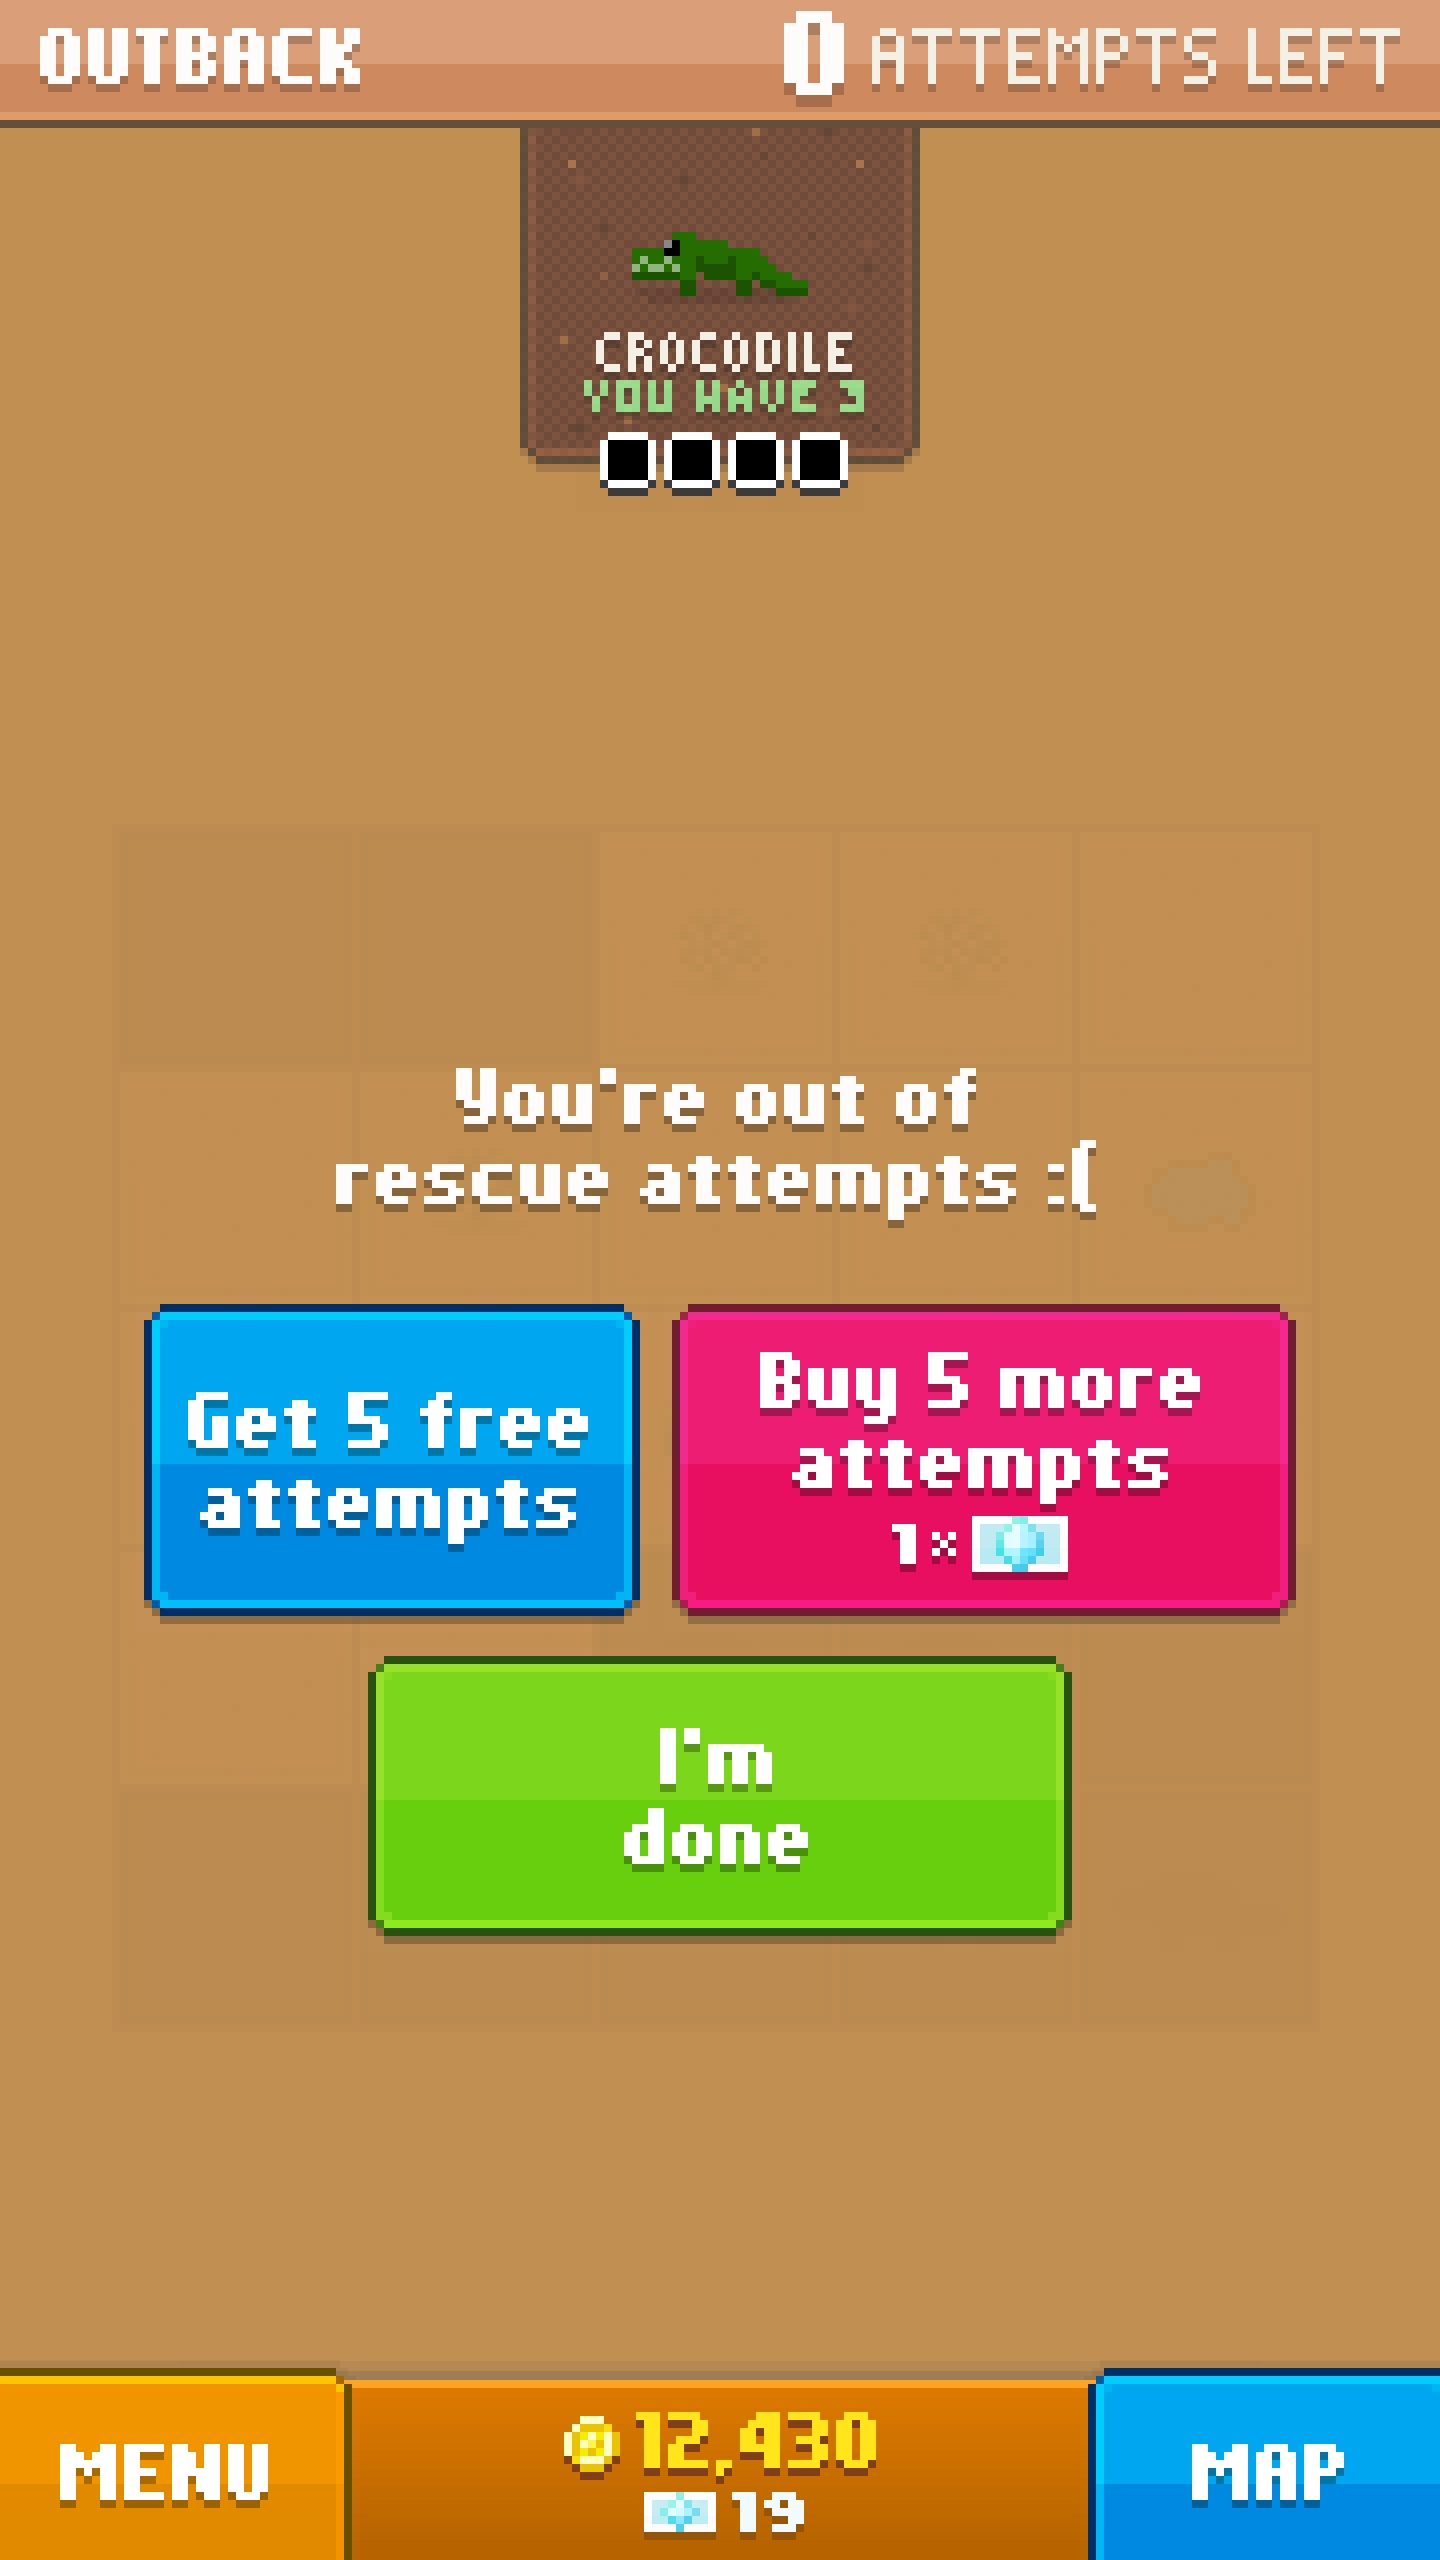 OUTBACK
0 ATTEMPTS LEFT
CROCODILE
YOU HAVE 3
You're out of
rescue attempts :(
Get 5 free
attempts
Buy 5 more
attempts
1×
I'm
done
MENU
12,430
19
MAP